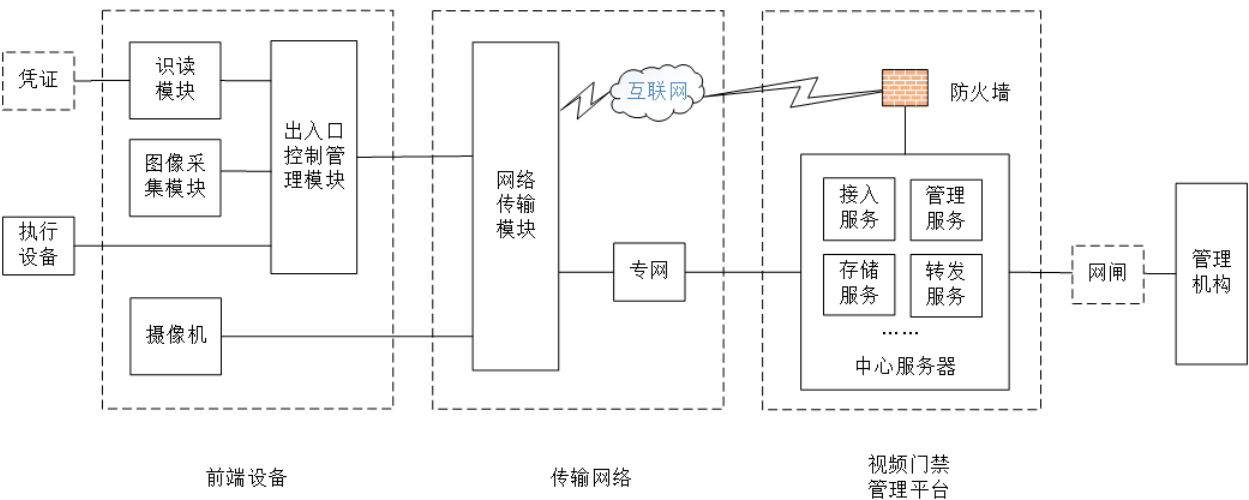 凭证
识读
模块
图像采
集模块
执行
设备
摄像机
出入口
控制管
理模块
网络
传输
模块
互联网
专网
防火墙
接入
服务
管理
服务
存储
服务
转发
服务
……
中心服务器
网闸
管理
机构
前端设备
传输网络
视频门禁
管理平台